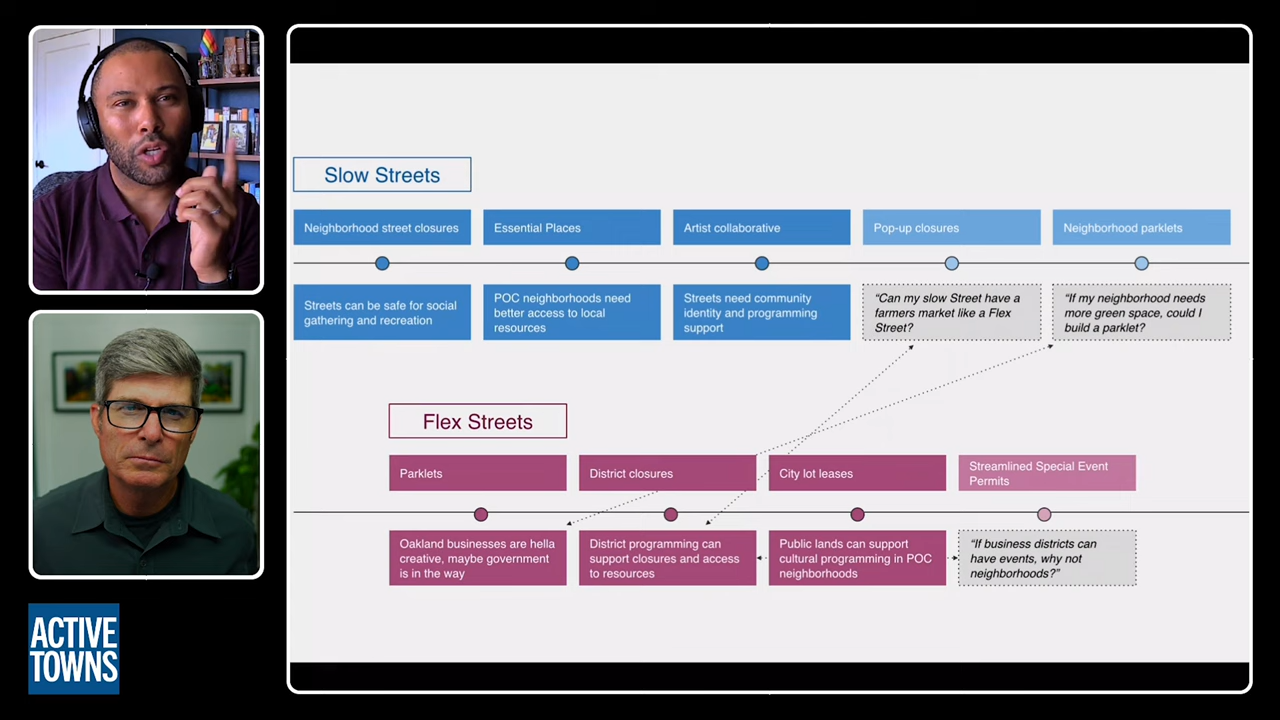 Slow Streets
Neighborhood street closures
Essential Places
Artist collaborative
Pop-up closures
Neighborhood parklets
Streets can be safe for social
gathering and recreation
POC neighborhoods need
better access to local
resources
Streets need community
identity and programming
support
“Can my slow Street have a
farmers market like a Flex
Street?
“If my neighborhood needs
more green space, could I
build a parklet?
Flex Streets
Parklets
District closures
City lot leases
Streamlined Special Event
Permits
Oakland businesses are hella
creative, maybe government
is in the way
District programming can
support closures and access
to resources
Public lands can support
cultural programming in POC
neighborhoods
“If business districts can
have events, why not
neighborhoods?”
ACTIVE
TOWNS